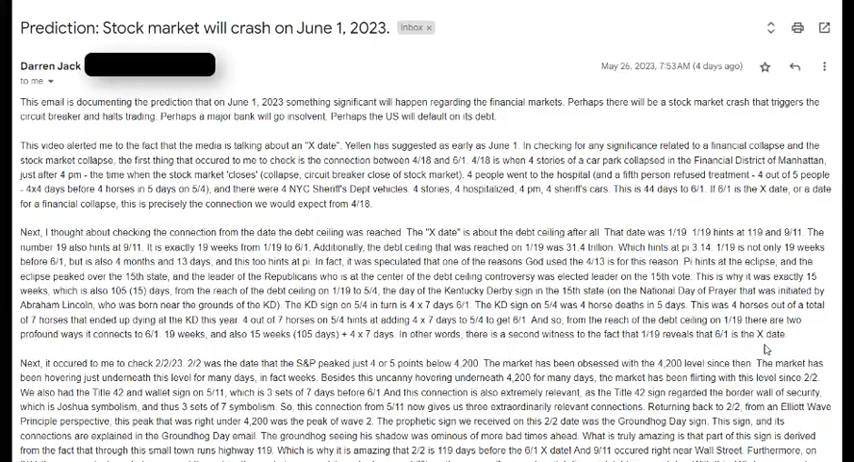 Prediction: Stock market will crash on June 1, 2023. Inbox ×
Darren Jack May 26, 2023, 7:53 AM (4 days ago)
to me
This email is documenting the prediction that on June 1, 2023 something significant will happen regarding the financial markets. Perhaps there will be a stock market crash that triggers the
circuit breaker and halts trading. Perhaps a major bank will go insolvent. Perhaps the US will default on its debt.
This video alerted me to the fact that the media is talking about an "X date". Yellen has suggested as early as June 1. In checking for any significance related to a financial collapse and the
stock market collapse, the first thing that occured to me to check is the connection between 4/18 and 6/1. 4/18 is when 4 stories of a car park collapsed in the Financial District of Manhattan,
just after 4 pm - the time when the stock market 'closes' (collapse, circuit breaker close of stock market). 4 people went to the hospital (and a fifth person refused treatment - 4 out of 5 people
- 4x4 days before 4 horses in 5 days on 5/4), and there were 4 NYC Sheriff's Dept vehicles. 4 stories, 4 hospitalized, 4 pm, 4 sheriff's cars. This is 44 days to 6/1. If 6/1 is the X date, or a date
for a financial collapse, this is precisely the connection we would expect from 4/18.
Next, I thought about checking the connection from the date the debt ceiling was reached. The "X date" is about the debt ceiling after all. That date was 1/19. 1/19 hints at 119 and 9/11. The
number 19 also hints at 9/11. It is exactly 19 weeks from 1/19 to 6/1. Additionally, the debt ceiling that was reached on 1/19 was 31.4 trillion. Which hints at pi 3.14. 1/19 is not only 19 weeks
before 6/1, but is also 4 months and 13 days, and this too hints at pi. In fact, it was speculated that one of the reasons God used the 4/13 is for this reason. Pi hints at the eclipse, and the
eclipse peaked over the 15th state, and the leader of the Republicans who is at the center of the debt ceiling controversy was elected leader on the 15th vote. This is why it was exactly 15
weeks, which is also 105 (15) days, from the reach of the debt ceiling on 1/19 to 5/4, the day of the Kentucky Derby sign in the 15th state (on the National Day of Prayer that was initiated by
Abraham Lincoln, who was born near the grounds of the KD). The KD sign on 5/4 in turn is 4 x 7 days 6/1. The KD sign on 5/4 was 4 horse deaths in 5 days. This was 4 horses out of a total
of 7 horses that ended up dying at the KD this year. 4 out of 7 horses on 5/4 hints at adding 4 x 7 days to 5/4 to get 6/1. And so, from the reach of the debt ceiling on 1/19 there are two
profound ways it connects to 6/1. 19 weeks, and also 15 weeks (105 days) + 4 x 7 days. In other words, there is a second witness to the fact that 1/19 reveals that 6/1 is the X date.
Next, it occured to me to check 2/2/23. 2/2 was the date that the S&P peaked just 4 or 5 points below 4,200. The market has been obsessed with the 4,200 level since then. The market has
been hovering just underneath this level for many days, in fact weeks. Besides this uncanny hovering underneath 4,200 for many days, the market has been flirting with this level since 2/2.
We also had the Title 42 and wallet sign on 5/11, which is 3 sets of 7 days before 6/1. And this connection is also extremely relevant, as the Title 42 sign regarded the border wall of security,
which is Joshua symbolism, and thus 3 sets of 7 symbolism. So, this connection from 5/11 now gives us three extraordinarily relevant connections. Returning back to 2/2, from an Elliott Wave
Principle perspective, this peak that was right under 4,200 was the peak of wave 2. The prophetic sign we received on this 2/2 date was the Groundhog Day sign. This sign, and its
connections are explained in the Groundhog Day email. The groundhog seeing his shadow was ominous of more bad times ahead. What is truly amazing is that part of this sign is derived
from the fact that through this small town runs highway 119. Which is why it is amazing that 2/2 is 119 days before the 6/1 X date! And 9/11 occured right near Wall Street. Furthermore, on